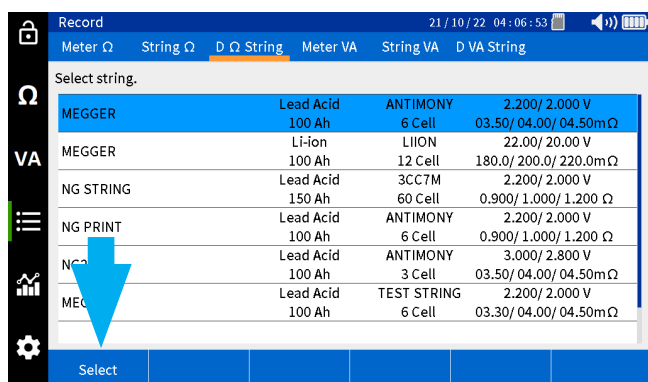 Record 21/10/22 04:06:53
Meter Ω String Ω D Ω String Meter VA String VA D VA String
Select string.
Ω
VA
MEGGER Lead Acid ANTIMONY 2.200/ 2.000 V
100 Ah 6 Cell 03.50/ 04.00/ 04.50mΩ
MEGGER Li-ion LIION 22.00/ 20.00 V
100 Ah 12 Cell 180.0/ 200.0/ 220.0mΩ
NG STRING Lead Acid 3CC7M 2.200/ 2.000 V
150 Ah 60 Cell 0.900/ 1.000/ 1.200 Ω
NG PRINT Lead Acid ANTIMONY 2.200/ 2.000 V
100 Ah 6 Cell 0.900/ 1.000/ 1.200 Ω
Lead Acid ANTIMONY 3.000/ 2.800 V
100 Ah 3 Cell 03.50/ 04.00/ 04.50mΩ
Lead Acid TEST STRING 2.200/ 2.000 V
100 Ah 6 Cell 03.30/ 04.00/ 04.50mΩ
Select